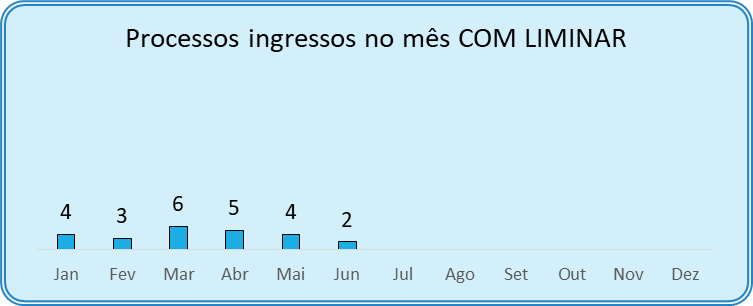 Processos ingressos no mês COM LIMINAR
4 3 6 5 4 2
Jan Fev Mar Abr Mai Jun Jul Ago Set Out Nov Dez